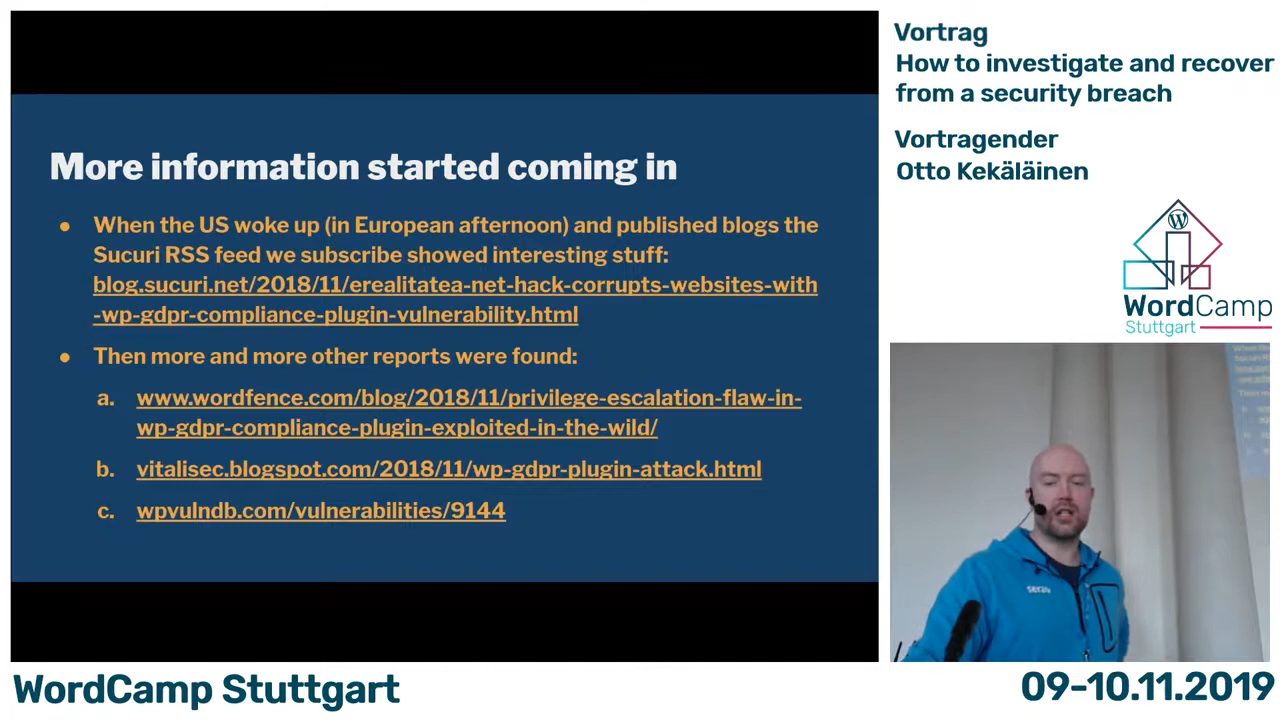 More information started coming in
● When the US woke up (in European afternoon) and published blogs the
Sucuri RSS feed we subscribe showed interesting stuff:
blog.sucuri.net/2018/11/erealitatea-net-hack-corrupts-websites-with
-wp-gdpr-compliance-plugin-vulnerability.html
● Then more and more other reports were found:
a. www.wordfence.com/blog/2018/11/privilege-escalation-flaw-in-
wp-gdpr-compliance-plugin-exploited-in-the-wild/
b. vitalisec.blogspot.com/2018/11/wp-gdpr-plugin-attack.html
c. wpvulndb.com/vulnerabilities/9144
Vortrag
How to investigate and recover
from a security breach
Vortragender
Otto Kekäläinen
WordCamp
Stuttgart
WordCamp Stuttgart
09-10.11.2019